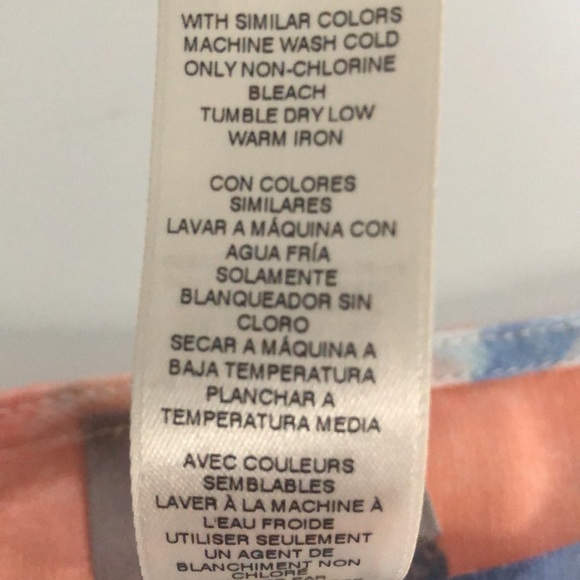 WITH SIMILAR COLORS
MACHINE WASH COLD
ONLY NON-CHLORINE
BLEACH
TUMBLE DRY LOW
WARM IRON
CON COLORES
SIMILARES
LAVAR A MÁQUINA CON
AGUA FRÍA
SOLAMENTE
BLANQUEADOR SIN
CLORO
SECAR A MÁQUINA A
BAJA TEMPERATURA
PLANCHAR A
TEMPERATURA MEDIA
AVEC COULEURS
SEMBLABLES
LAVER À LA MACHINE À
L'EAU FROIDE
UTILISER SEULEMENT
UN AGENT DE
BLANCHIMENT NON
CHLORÉ